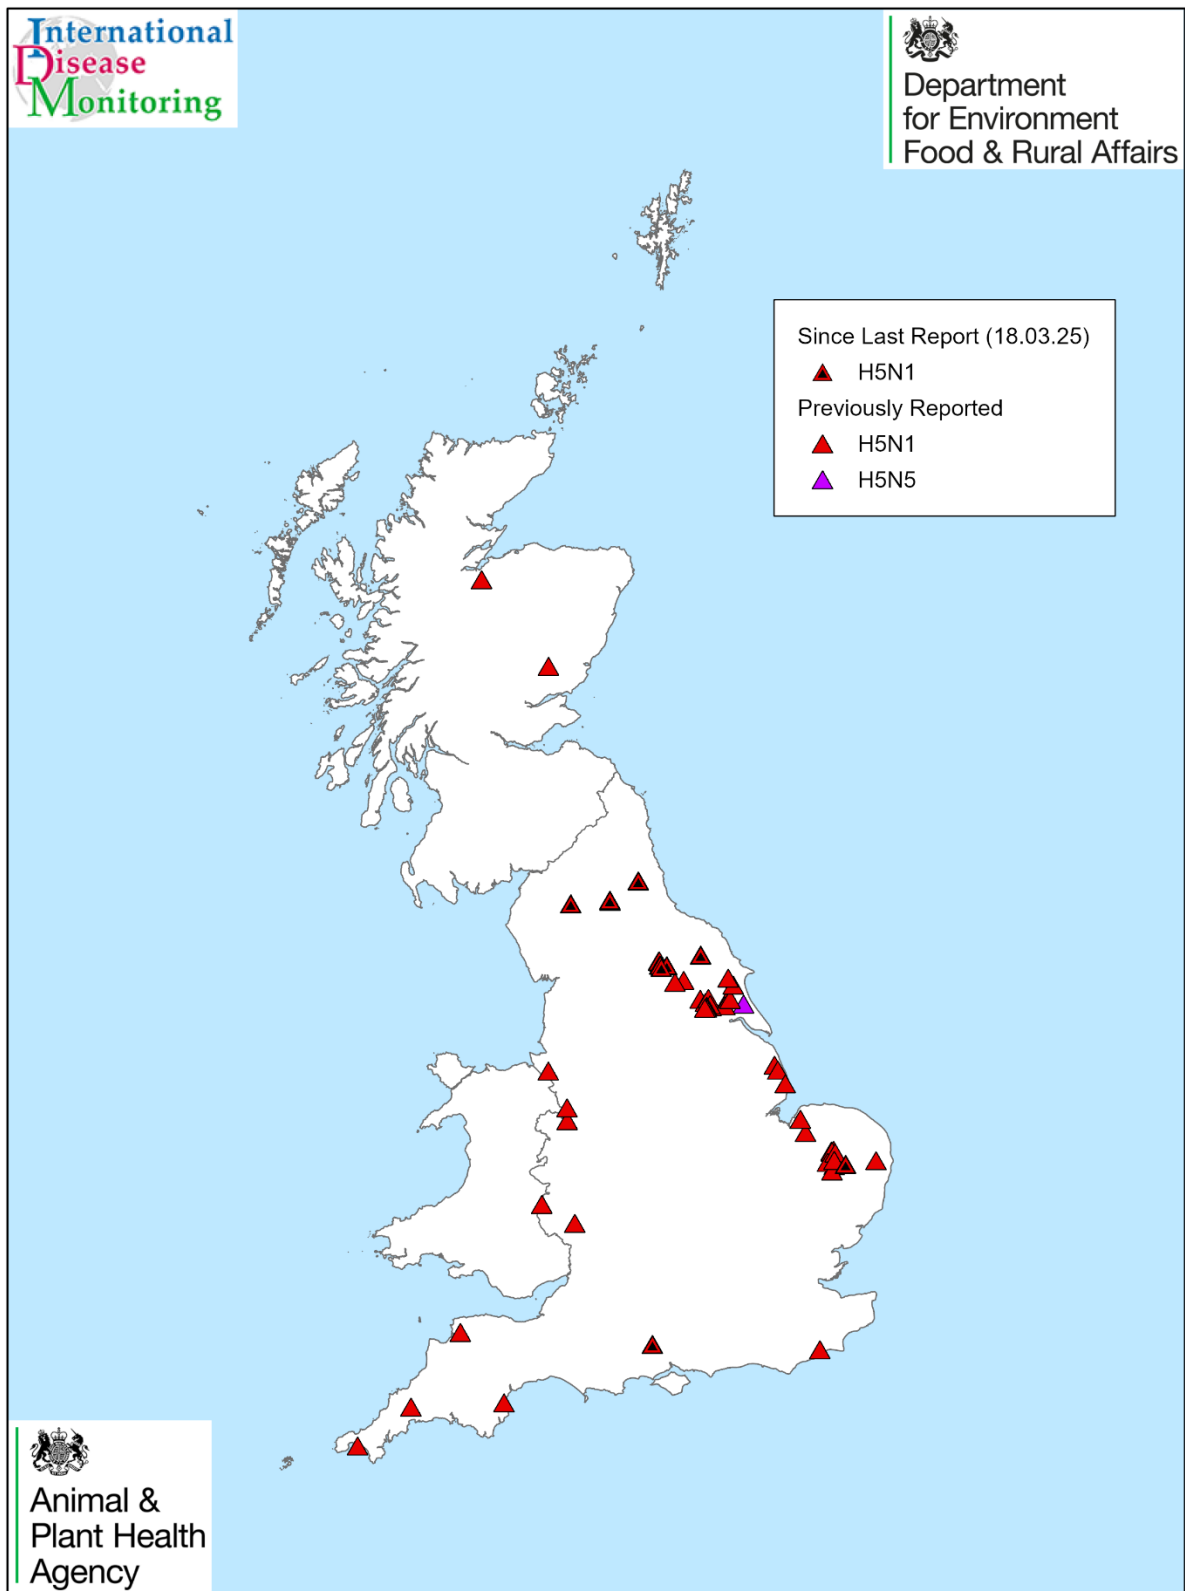 International
Disease
Monitoring
Department
for Environment
Food & Rural Affairs
Since Last Report (18.03.25)
H5N1
Previously Reported
H5N1
H5N5
Animal &
Plant Health
Agency